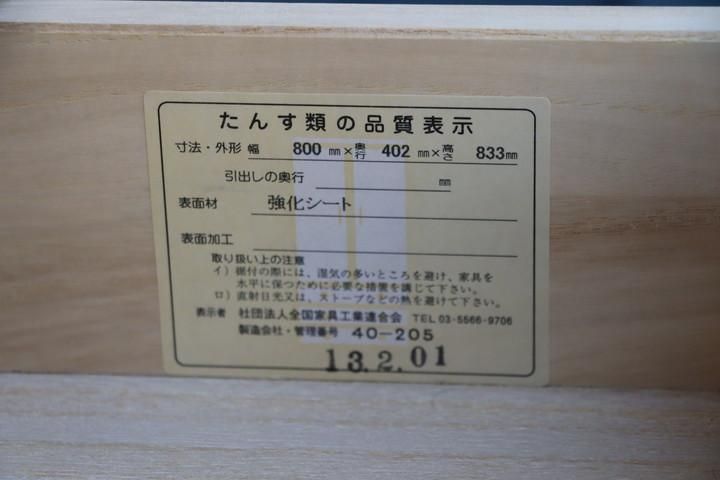 たんす類の品質表示
寸法・外形 幅 800 mm×奥行 402 mm×高さ 833mm
引出しの奥行 mm
表面材 強化シート
表面加工
取り扱い上の注意
イ）据付の際には、湿気の多いところを避け、家具を
水平に保つために必要な措置を講じて下さい。
ロ）直射日光又は、ストーブなどの熱を避けて下さい。
表示者 社団法人全国家具工業連合会 TEL 03-5566-9706
製造会社・管理番号 40-205
13.2.01